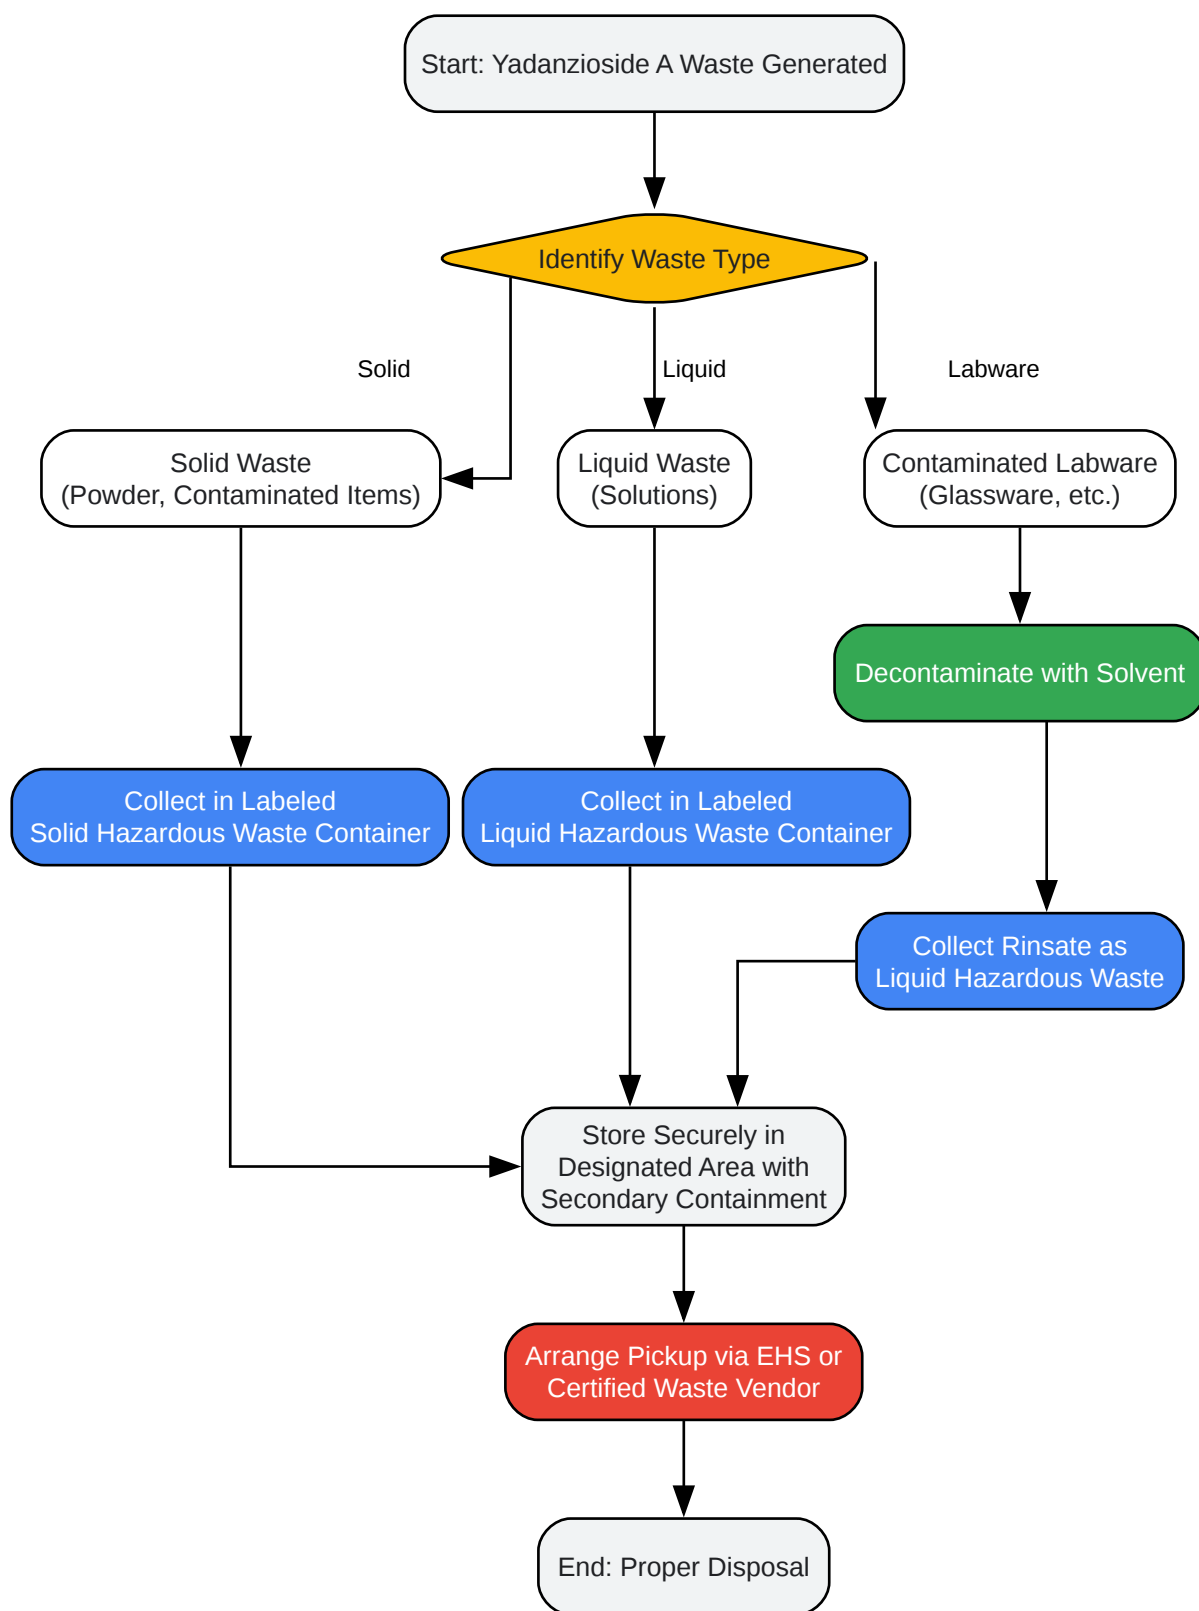 Start: Yadanzioside A Waste Generated
Identify Waste Type
Solid
Liquid
Labware
Solid Waste
(Powder, Contaminated Items)
Liquid Waste
(Solutions)
Contaminated Labware
(Glassware, etc.)
Decontaminate with Solvent
Collect in Labeled
Solid Hazardous Waste Container
Collect in Labeled
Liquid Hazardous Waste Container
Collect Rinsate as
Liquid Hazardous Waste
Store Securely in
Designated Area with
Secondary Containment
Arrange Pickup via EHS or
Certified Waste Vendor
End: Proper Disposal